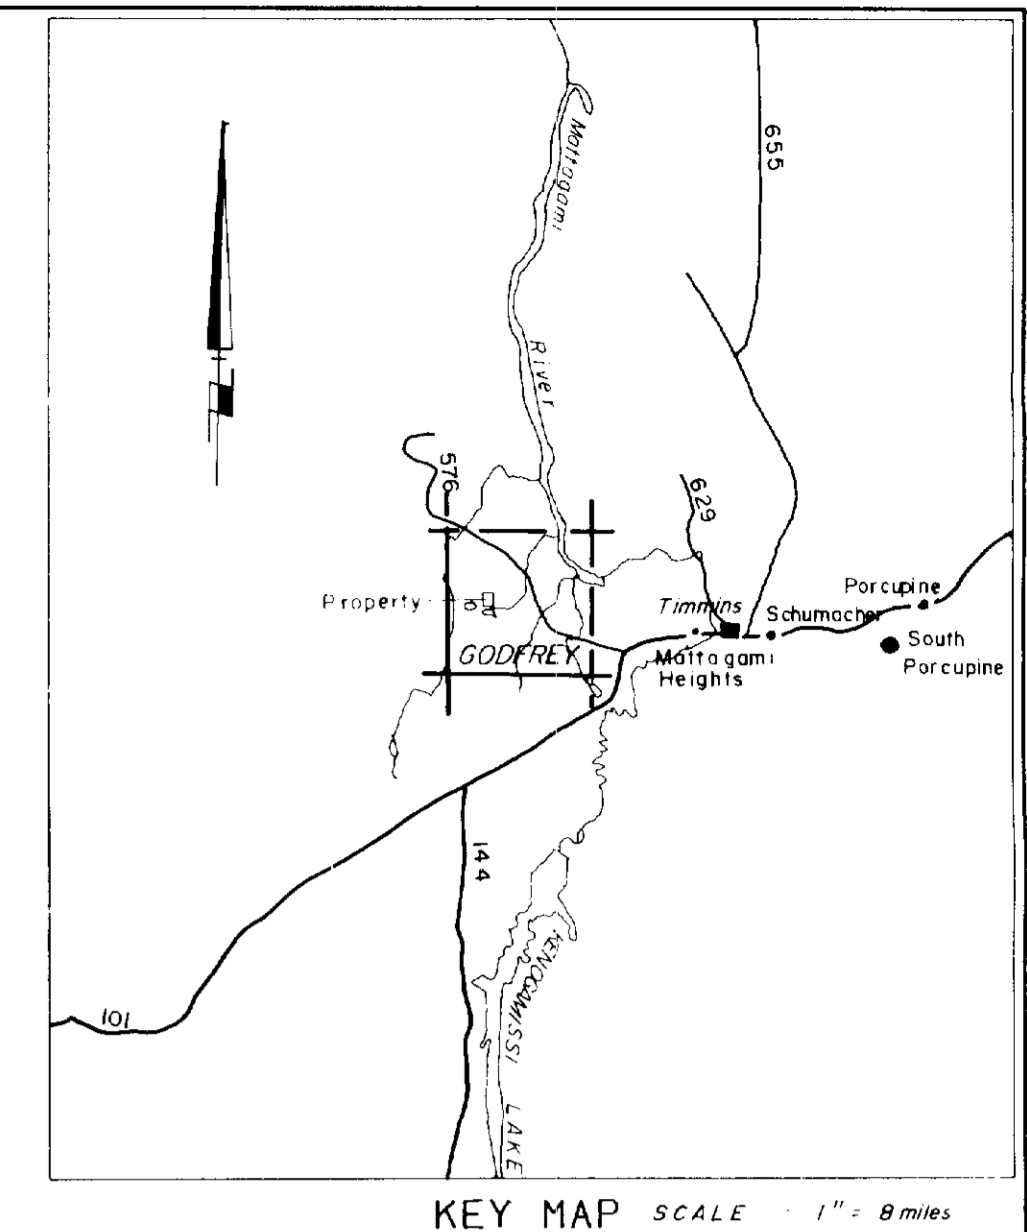 Mattagami
655
River
576
629
Porcupine
Property
Timmins
Schumacher
South
Porcupine
GODFREY
Mattagami
Heights
144
KENOGAMISSI LAKE
101
KEY MAP SCALE 1" = 8 miles